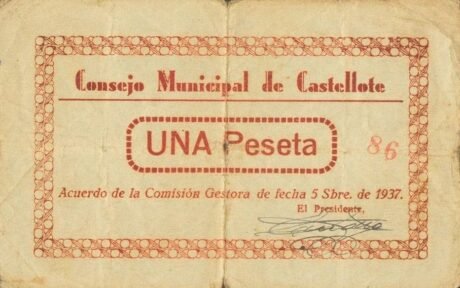 Consejo Municipal de Castellote
UNA Peseta
86
Acuerdo de la Comisión Gestora de fecha 5 Sbre. de 1937.
El Presidente,